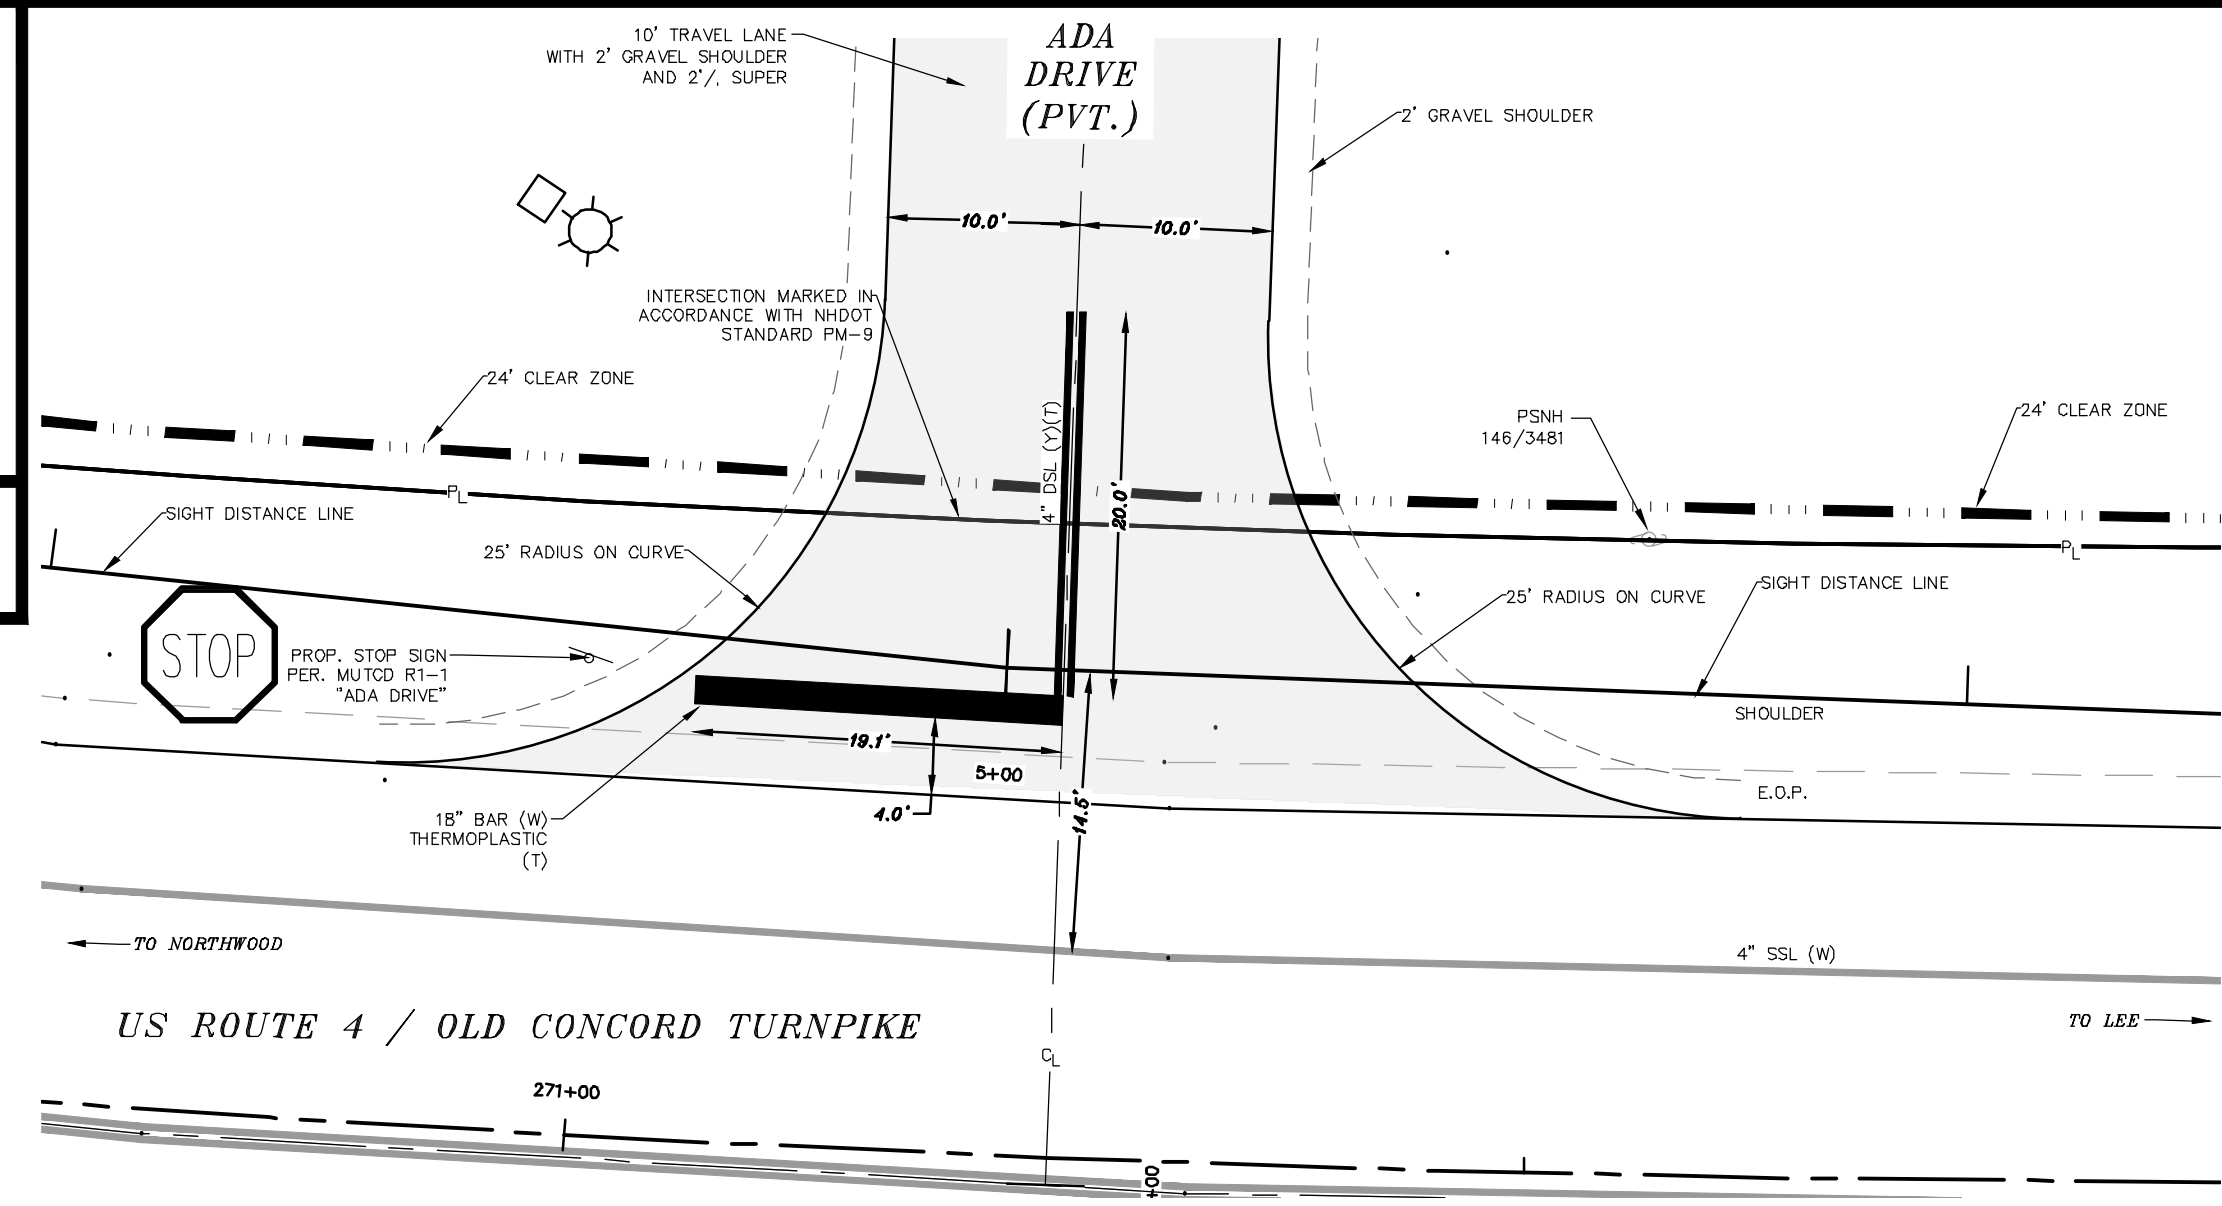 10' TRAVEL LANE
WITH 2' GRAVEL SHOULDER
AND 2% SUPER
ADA
DRIVE
(PVT.)
2' GRAVEL SHOULDER
10.0'
10.0'
INTERSECTION MARKED IN
ACCORDANCE WITH NHDOT
STANDARD PM-9
24' CLEAR ZONE
PSNH
146/3481
24' CLEAR ZONE
4" DSL (Y)(T)
20.0'
PL
SIGHT DISTANCE LINE
25' RADIUS ON CURVE
PL
SIGHT DISTANCE LINE
25' RADIUS ON CURVE
STOP
PROP. STOP SIGN
PER. MUTCD R1-1
"ADA DRIVE"
SHOULDER
19.1'
5+00
E.O.P.
4.0'
14.5'
18" BAR (W)
THERMOPLASTIC
(T)
TO NORTHWOOD
4" SSL (W)
US ROUTE 4 / OLD CONCORD TURNPIKE
TO LEE
CL
271+00
+00